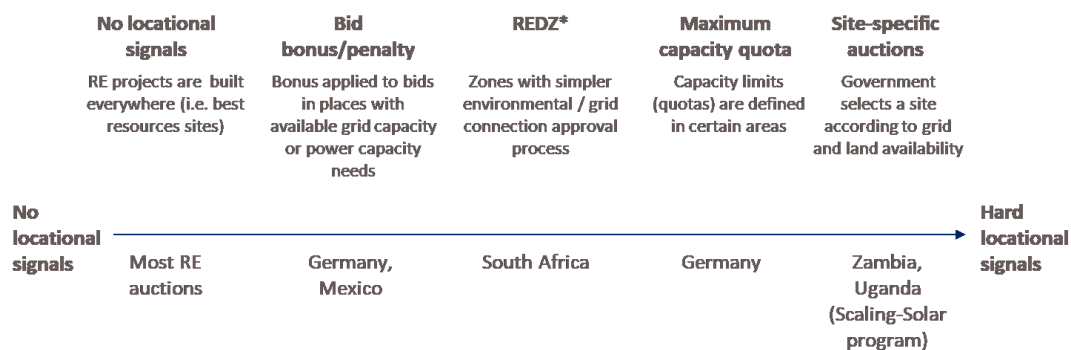 No locational
signals
RE projects are built
everywhere (i.e. best
resources sites)
Bid
bonus/penalty
Bonus applied to bids
in places with
available grid capacity
or power capacity
needs
REDZ*
Zones with simpler
environmental / grid
connection approval
process
Maximum
capacity quota
Capacity limits
(quotas) are defined
in certain areas
Site-specific
auctions
Government
selects a site
according to grid
and land availability
No
locational
signals
Hard
locational
signals
Most RE
auctions
Germany,
Mexico
South Africa
Germany
Zambia,
Uganda
(Scaling-Solar
program)